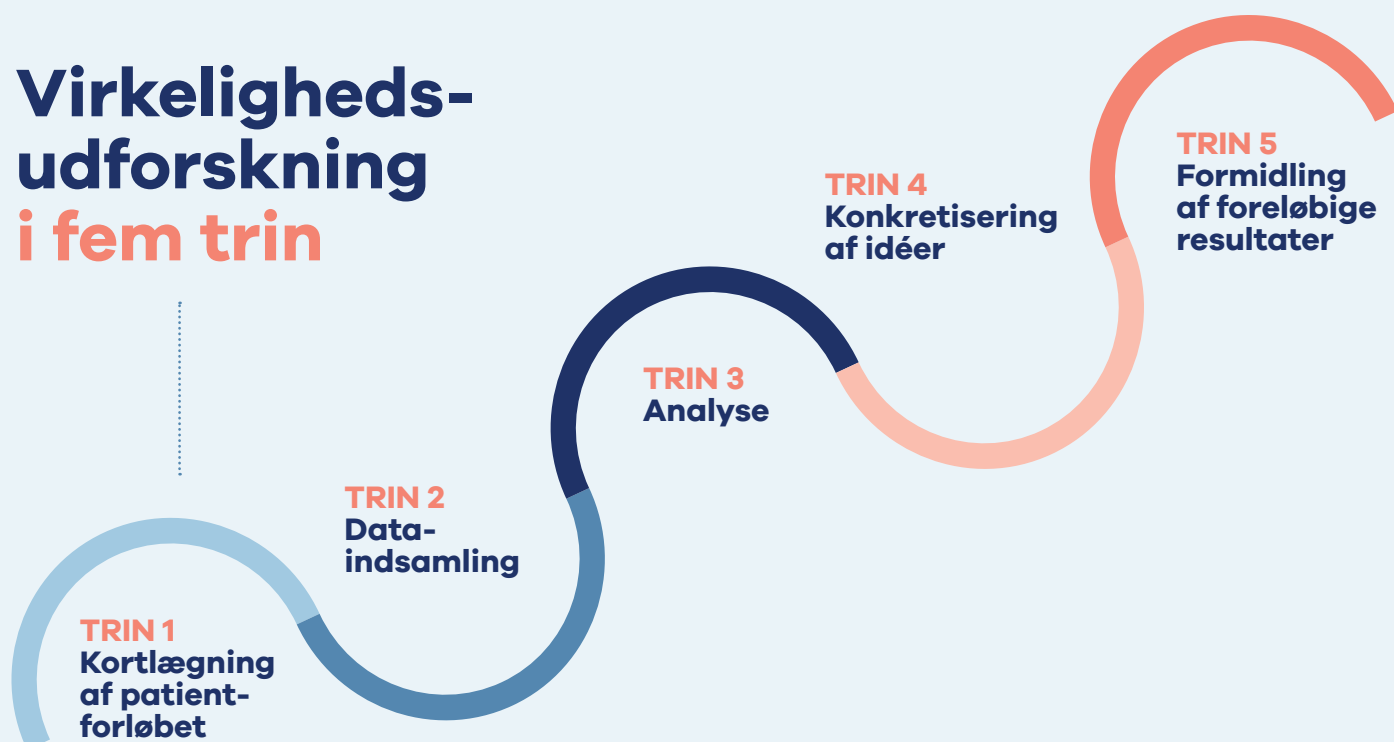 Virkeligheds-
udforskning
i fem trin
TRIN 1
Kortlægning
af patient-
forløbet
TRIN 2
Data-
indsamling
TRIN 3
Analyse
TRIN 4
Konkretisering
af idéer
TRIN 5
Formidling
af foreløbige
resultater